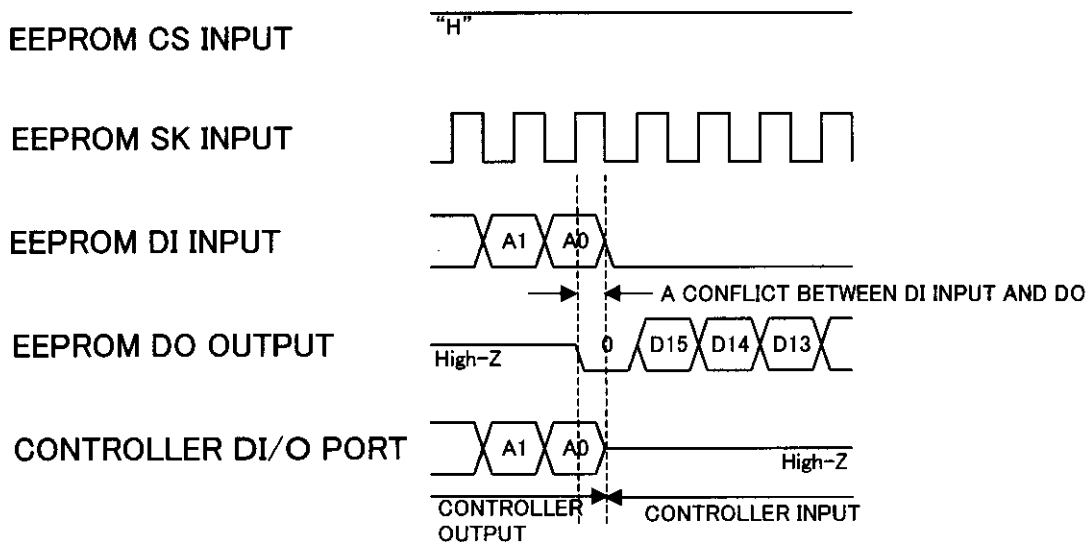 EEPROM CS INPUT
"H"
EEPROM SK INPUT
EEPROM DI INPUT
A1 A0
A CONFLICT BETWEEN DI INPUT AND DO
EEPROM DO OUTPUT
High-Z
0 D15 D14 D13
CONTROLLER DI/O PORT
A1 A0
High-Z
CONTROLLER OUTPUT
CONTROLLER INPUT